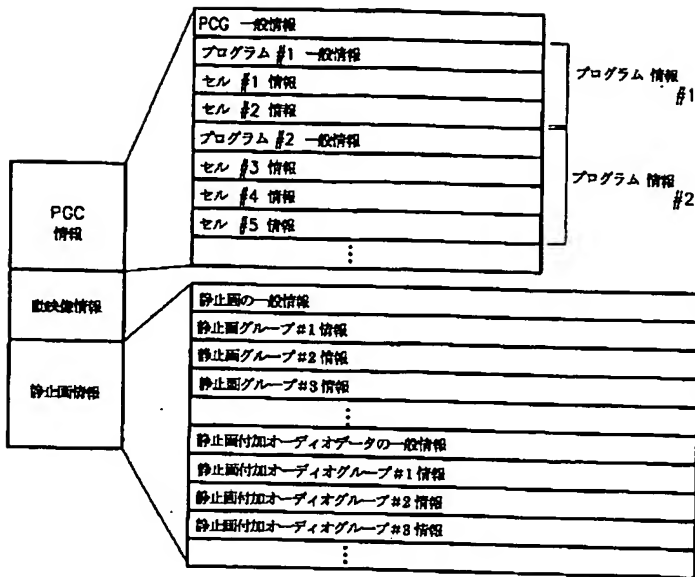 PCG 一般情報
プログラム #1 一般情報
セル #1 情報
セル #2 情報
プログラム #2 一般情報
セル #3 情報
セル #4 情報
セル #5 情報
プログラム 情報
#1
プログラム 情報
#2
PGC
情報
動映像情報
静止画情報
静止画の一般情報
静止画グループ#1 情報
静止画グループ#2 情報
静止画グループ#3 情報
静止画付加オーディオデータの一般情報
静止画付加オーディオグループ#1 情報
静止画付加オーディオグループ#2 情報
静止画付加オーディオグループ#3 情報